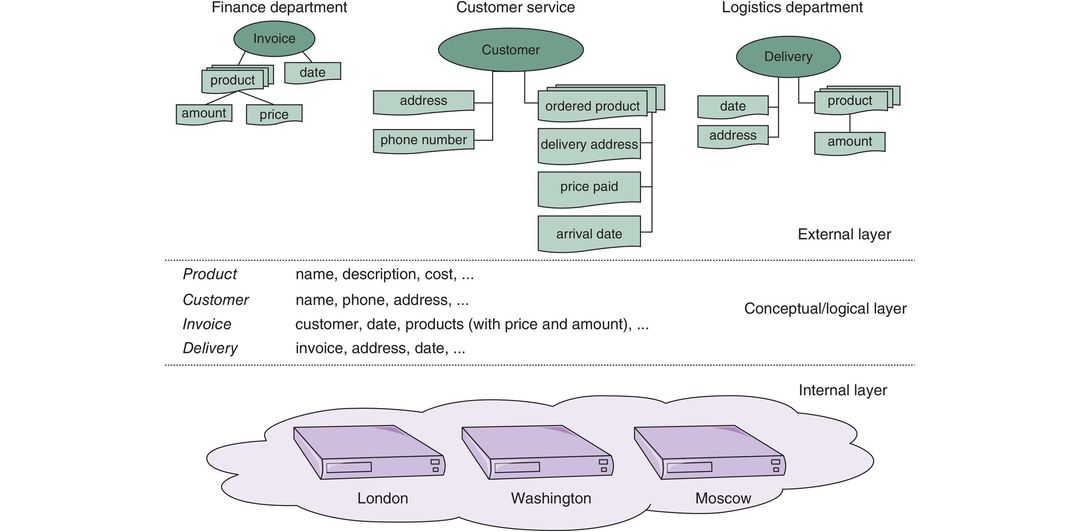 Finance department
Customer service
Logistics department
Invoice
Customer
Delivery
product
date
amount
price
address
phone number
ordered product
delivery address
price paid
arrival date
date
address
product
amount
External layer
Product name, description, cost, ...
Customer name, phone, address, ...
Invoice customer, date, products (with price and amount), ...
Delivery invoice, address, date, ...
Conceptual/logical layer
Internal layer
London
Washington
Moscow